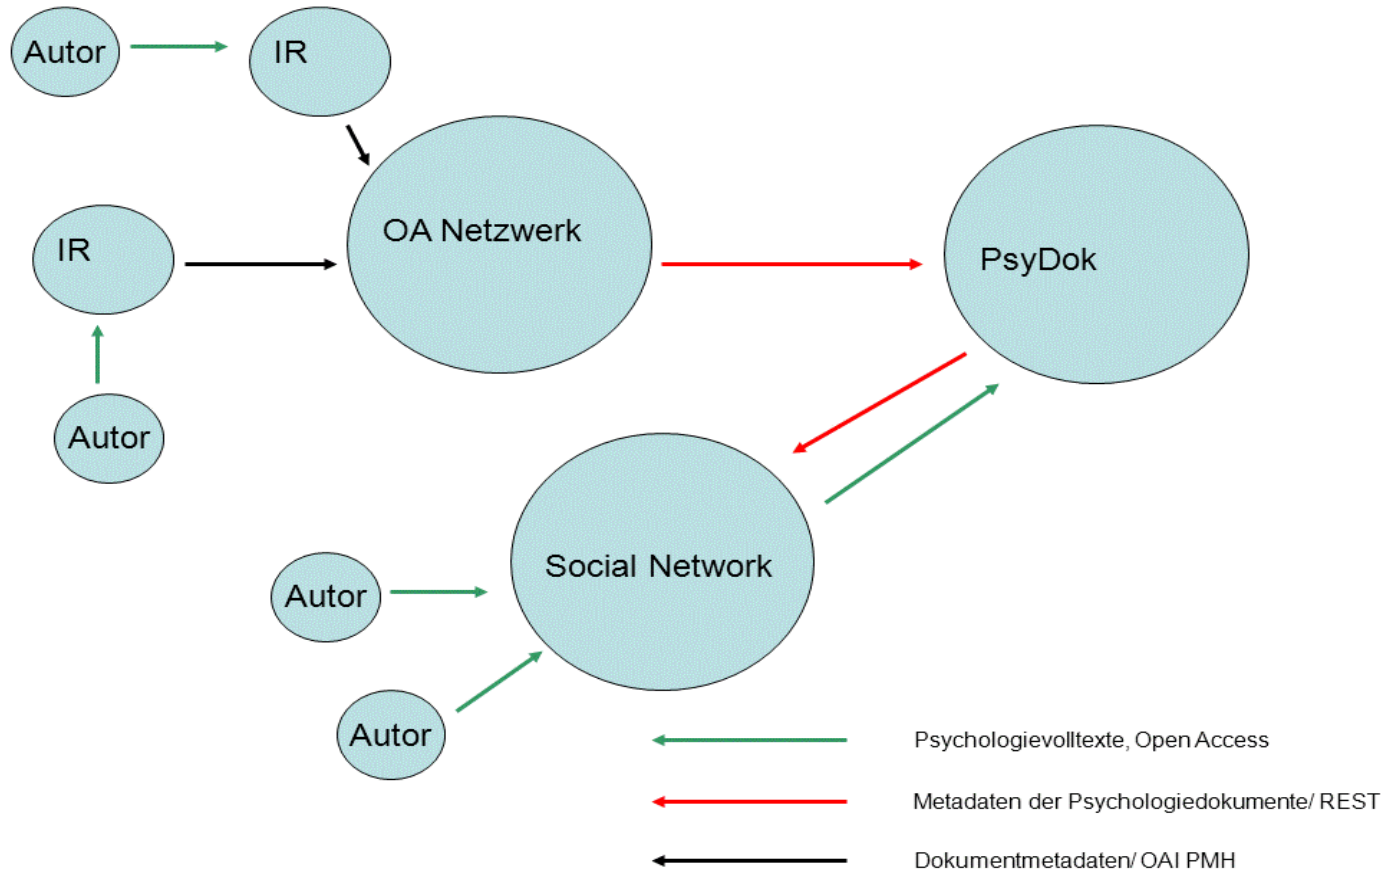 Autor
IR
OA Netzwerk
IR
PsyDok
Autor
Social Network
Autor
Autor
Psychologievolltexte, Open Access
Metadaten der Psychologiedokumente/ REST
Dokumentmetadaten/ OAI PMH